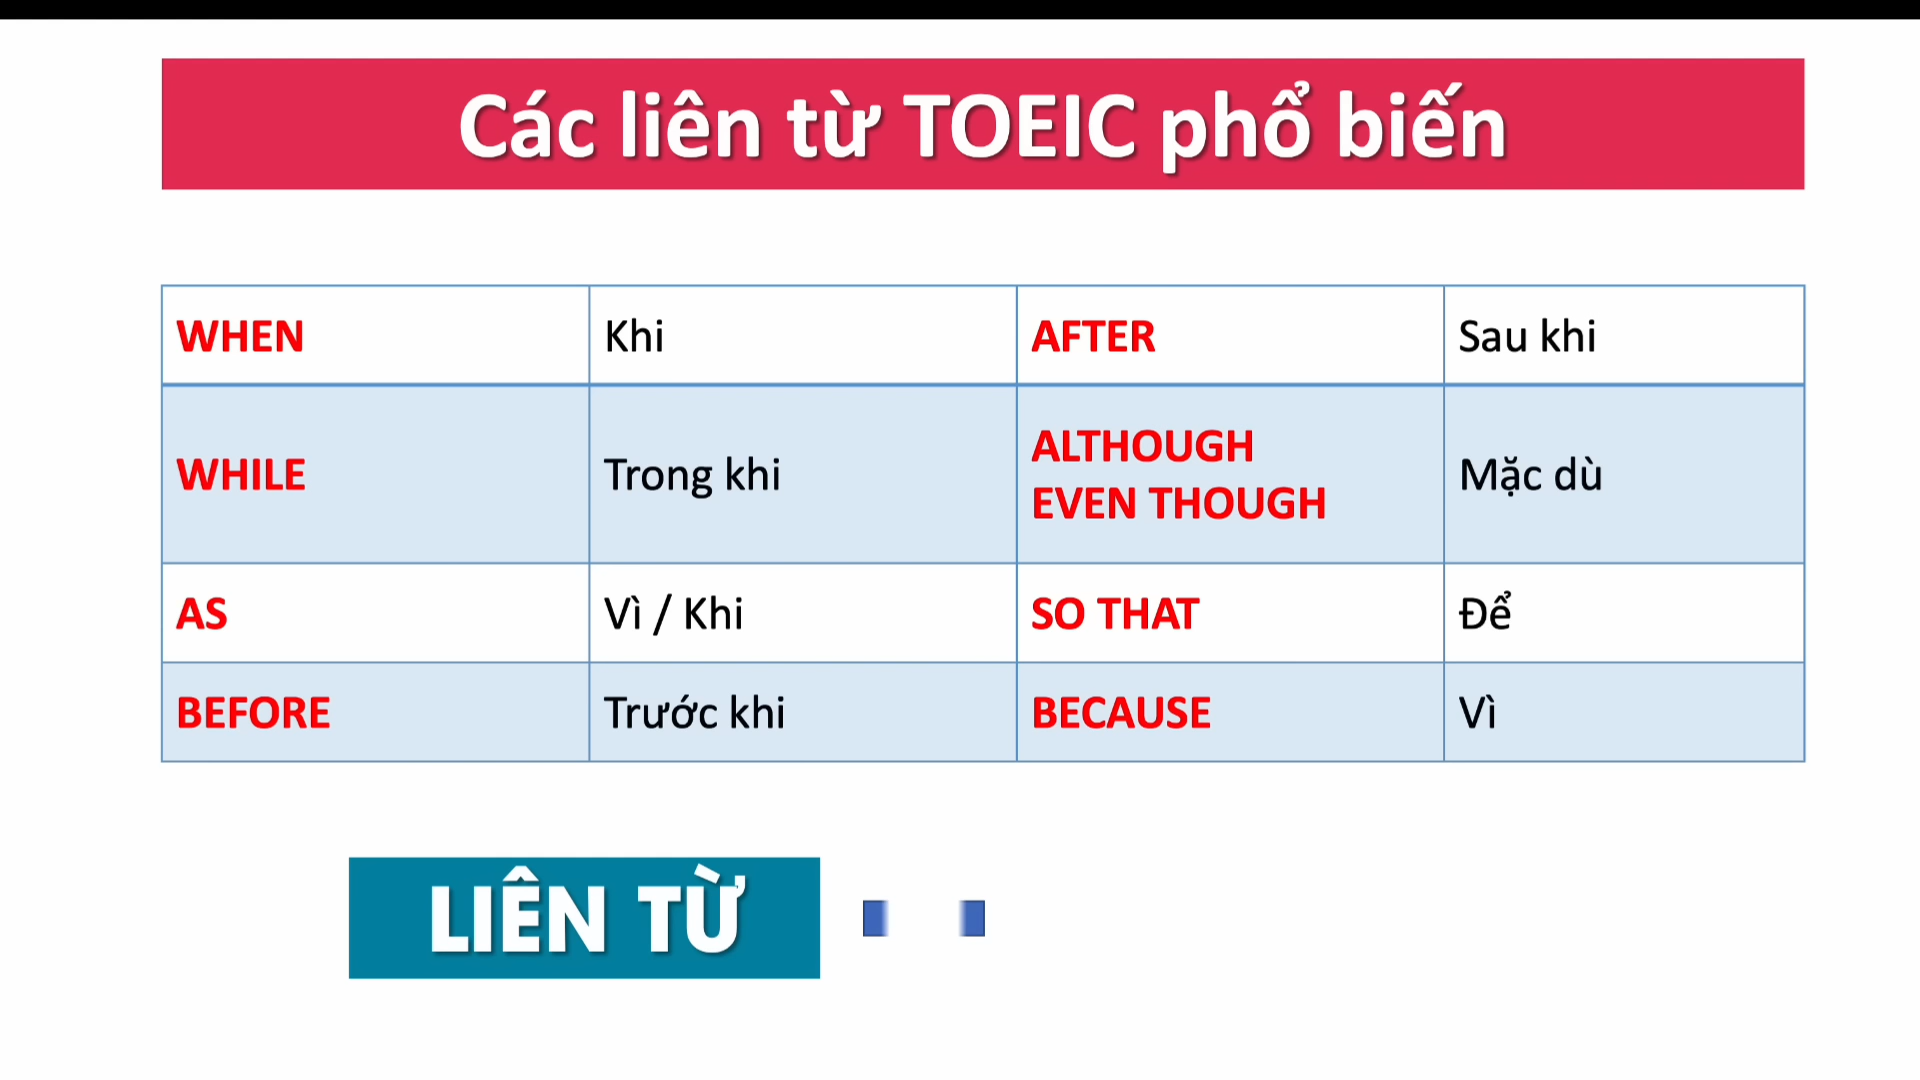 Các liên từ TOEIC phổ biến
WHEN Khi AFTER Sau khi
WHILE Trong khi ALTHOUGH
EVEN THOUGH Mặc dù
AS Vì / Khi SO THAT Để
BEFORE Trước khi BECAUSE Vì
LIÊN TỪ